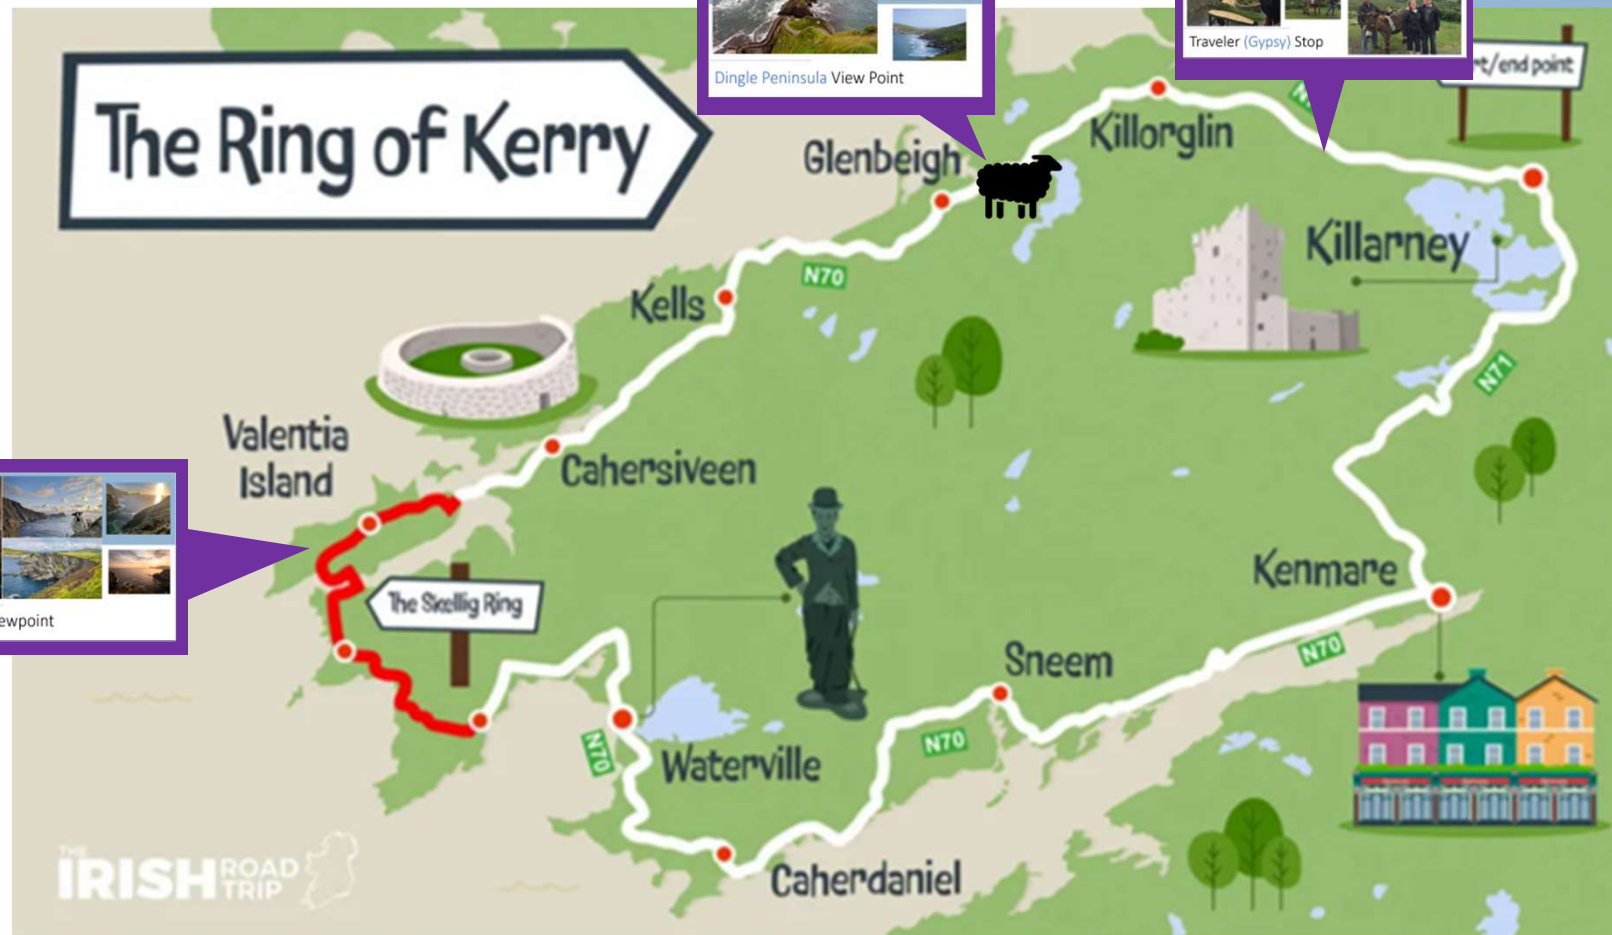 The Ring of Kerry
Dingle Peninsula View Point
Traveler (Gypsy) Stop
/end point
Killorglin
Glenbeigh
Killarney
N70
Kells
N71
Valentia
Island
Cahersiveen
Kenmare
The Skellig Ring
Sneem
N70
N70
N70
Waterville
Caherdaniel
THE
IRISH ROAD
TRIP